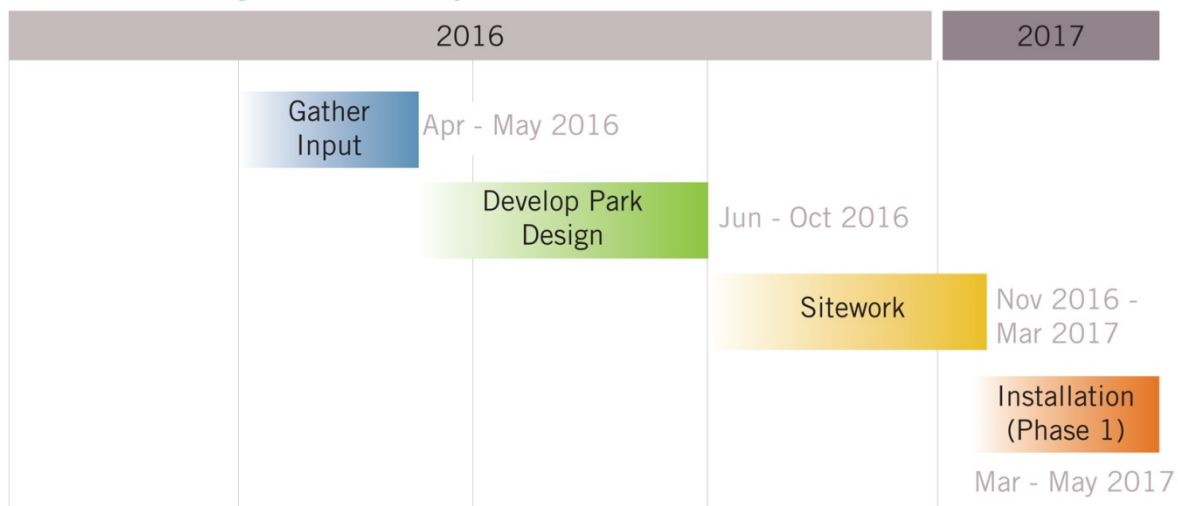 2016
2017
Gather
Input
Apr - May 2016
Develop Park
Design
Jun - Oct 2016
Sitework
Nov 2016 -
Mar 2017
Installation
(Phase 1)
Mar - May 2017